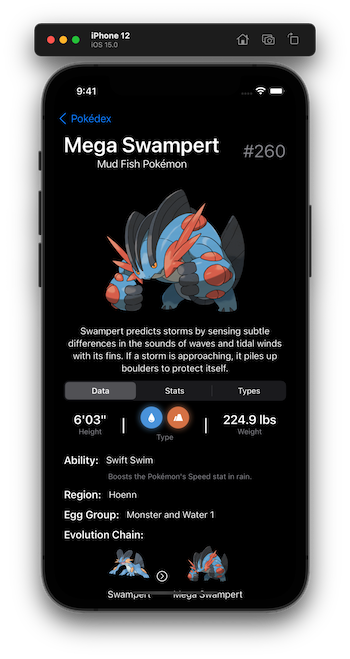 iPhone 12
iOS 15.0
9:41
Pokédex
Mega Swampert
#260
Mud Fish Pokémon
Swampert predicts storms by sensing subtle
differences in the sounds of waves and tidal winds
with its fins. If a storm is approaching, it piles up
boulders to protect itself.
Data Stats Types
6'03" 224.9 lbs
Height Type Weight
Ability: Swift Swim
Boosts the Pokémon's Speed stat in rain.
Region: Hoenn
Egg Group: Monster and Water 1
Evolution Chain:
Swampert Mega Swampert